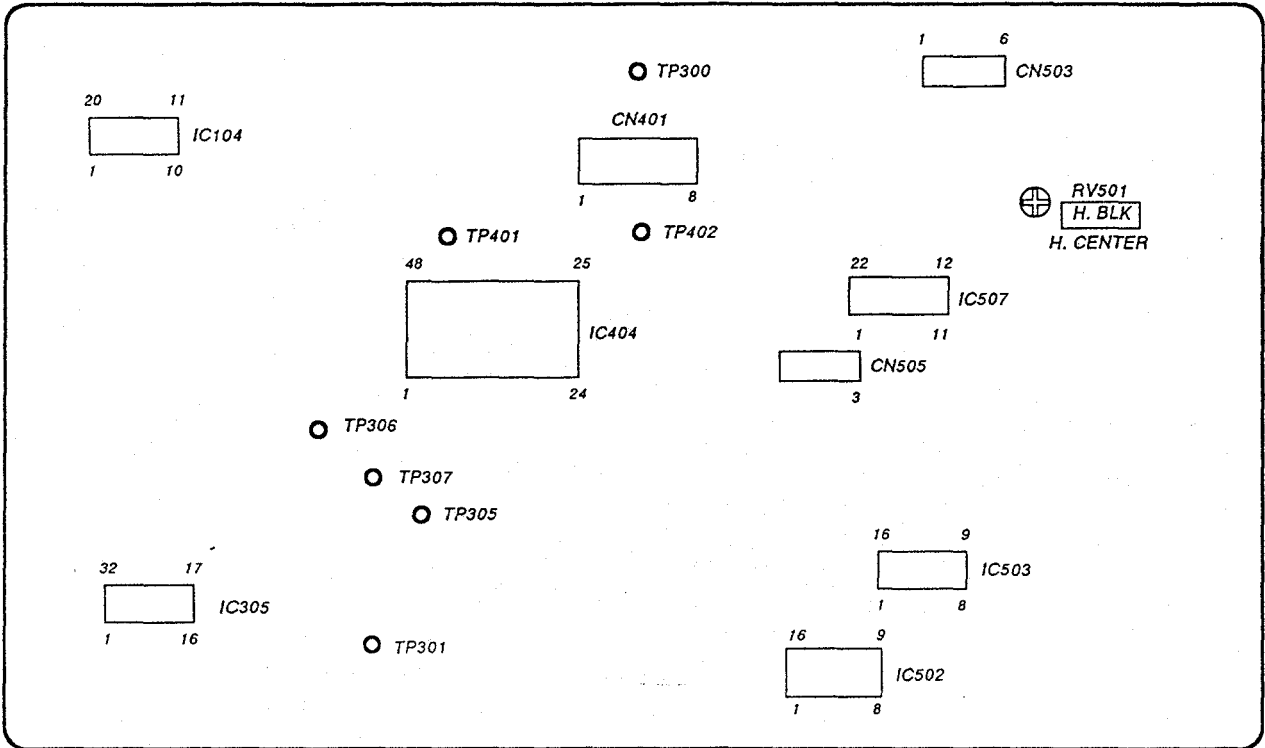 1 6
TP300
CN503
20 11
CN401
IC104
1 10
1 8
RV501
H. BLK
TP401
TP402
H. CENTER
48 25
22 12
IC507
IC404
1 11
CN505
1 24
3
TP306
TP307
TP305
16 9
32 17
IC503
IC305
1 8
1 16
16 9
TP301
IC502
1 8